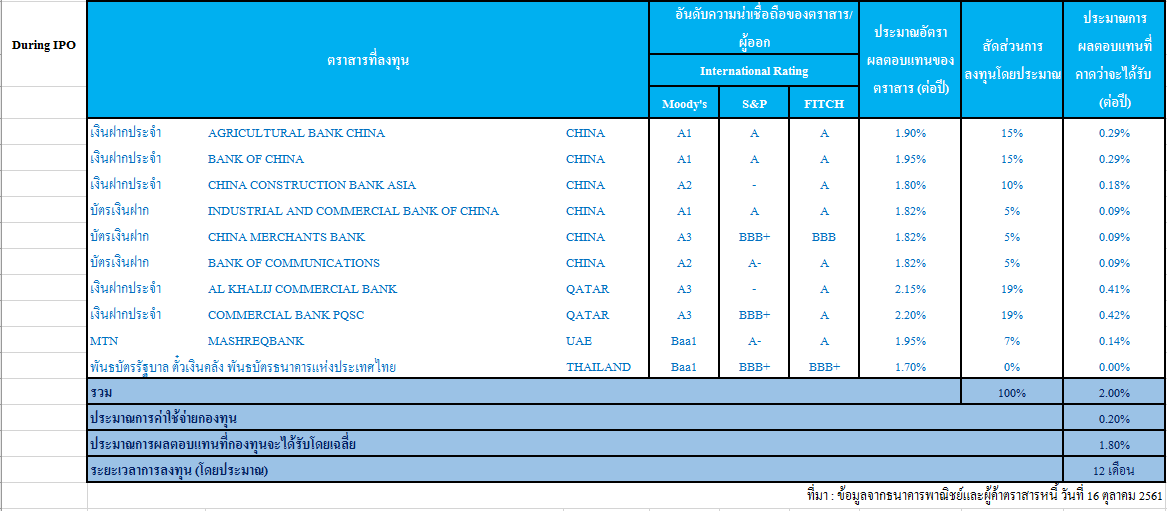 During IPO
ตราสารที่ลงทุน
อันดับความน่าเชื่อถือของตราสาร/
ผู้ออก
International Rating
Moody's S&P FITCH
ประมาณอัตรา
ผลตอบแทนของ
ตราสาร (ต่อปี)
สัดส่วนการ
ลงทุนโดยประมาณ
ประมาณการ
ผลตอบแทนที่
คาดว่าจะได้รับ
(ต่อปี)
เงินฝากประจำ AGRICULTURAL BANK CHINA CHINA A1 A A 1.90% 15% 0.29%
เงินฝากประจำ BANK OF CHINA CHINA A1 A A 1.95% 15% 0.29%
เงินฝากประจำ CHINA CONSTRUCTION BANK ASIA CHINA A2 - A 1.80% 10% 0.18%
บัตรเงินฝาก INDUSTRIAL AND COMMERCIAL BANK OF CHINA CHINA A1 A A 1.82% 5% 0.09%
บัตรเงินฝาก CHINA MERCHANTS BANK CHINA A3 BBB+ BBB 1.82% 5% 0.09%
บัตรเงินฝาก BANK OF COMMUNICATIONS CHINA A2 A- A 1.82% 5% 0.09%
เงินฝากประจำ AL KHALIJ COMMERCIAL BANK QATAR A3 - A 2.15% 19% 0.41%
เงินฝากประจำ COMMERCIAL BANK PQSC QATAR A3 BBB+ A 2.20% 19% 0.42%
MTN MASHREQBANK UAE Baa1 A- A 1.95% 7% 0.14%
พันธบัตรรัฐบาล ตั๋วเงินคลัง พันธบัตรธนาคารแห่งประเทศไทย THAILAND Baa1 BBB+ BBB+ 1.70% 0% 0.00%
รวม 100% 2.00%
ประมาณการค่าใช้จ่ายกองทุน 0.20%
ประมาณการผลตอบแทนที่กองทุนจะได้รับโดยเฉลี่ย 1.80%
ระยะเวลาการลงทุน (โดยประมาณ) 12 เดือน
ที่มา : ข้อมูลจากธนาคารพาณิชย์และผู้ค้าตราสารหนี้ วันที่ 16 ตุลาคม 2561